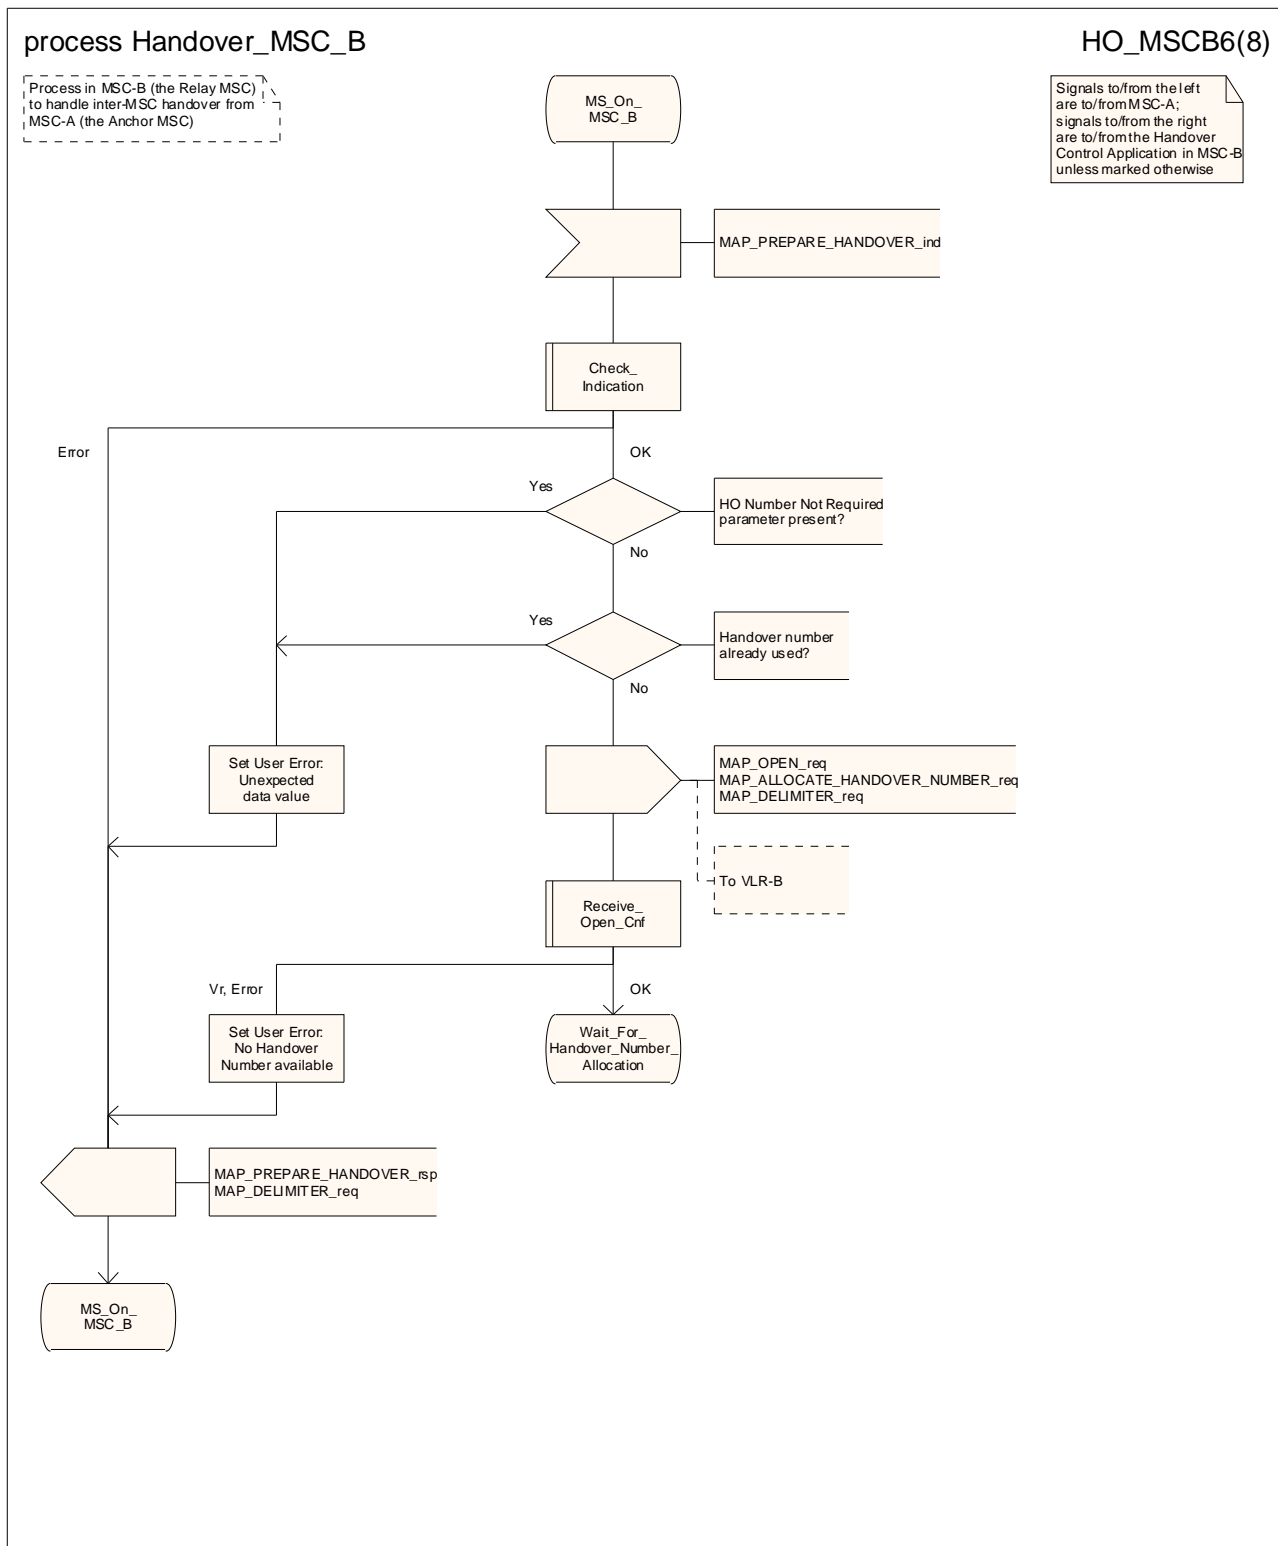 process Handover_MSC_B
HO_MSCB6(8)
Process in MSC-B (the Relay MSC)
to handle inter-MSC handover from
MSC-A (the Anchor MSC)
MS_On_
MSC_B
Signals to/from the left
are to/from MSC-A;
signals to/from the right
are to/from the Handover
Control Application in MSC-B
unless marked otherwise
MAP_PREPARE_HANDOVER_ind
Check_
Indication
Error
OK
Yes
HO Number Not Required
parameter present?
No
Yes
Handover number
already used?
No
Set User Error:
Unexpected
data value
MAP_OPEN_req
MAP_ALLOCATE_HANDOVER_NUMBER_req
MAP_DELIMITER_req
To VLR-B
Receive_
Open_Cnf
Vr, Error
OK
Set User Error:
No Handover
Number available
Wait_For_
Handover_Number_
Allocation
MAP_PREPARE_HANDOVER_rsp
MAP_DELIMITER_req
MS_On_
MSC_B